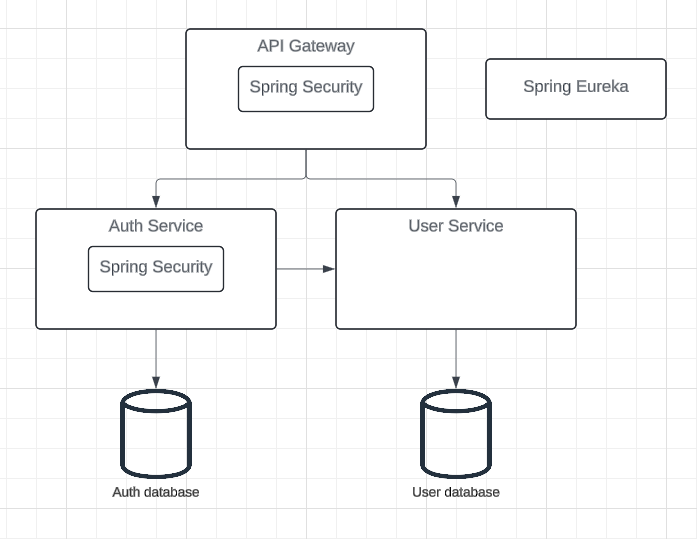 API Gateway
Spring Security
Spring Eureka
Auth Service
Spring Security
User Service
Auth database
User database